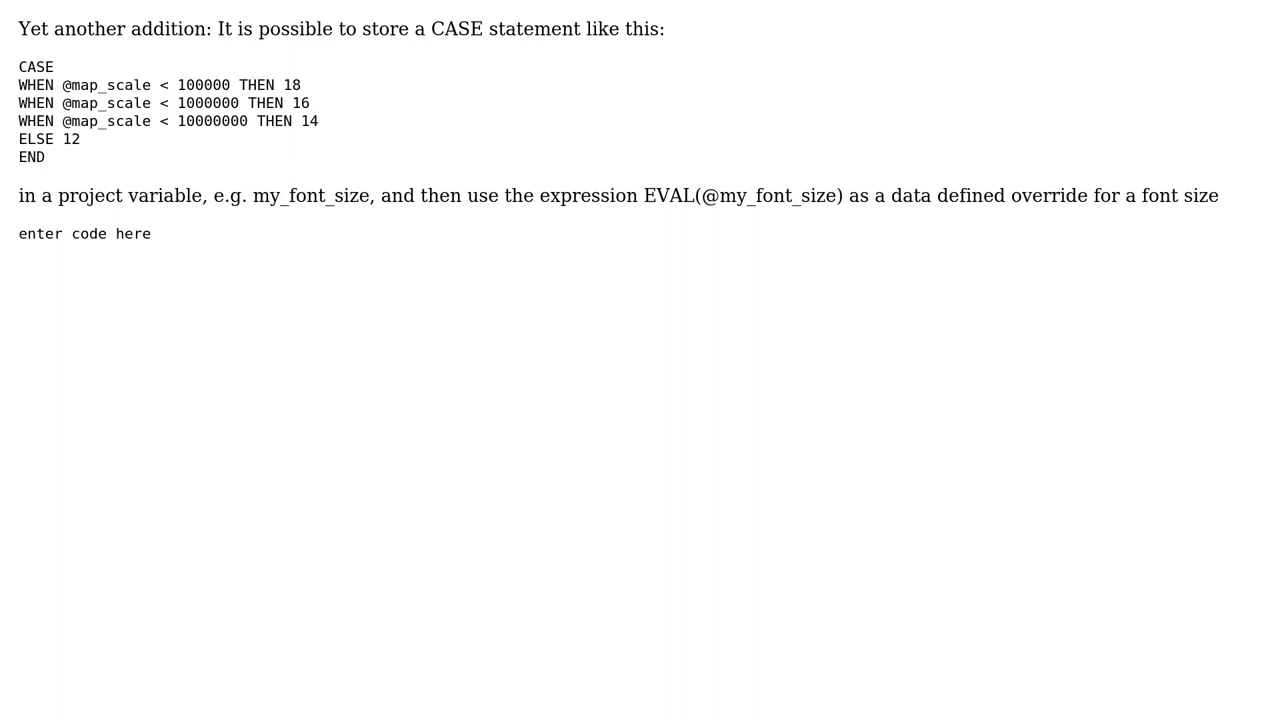 Yet another addition: It is possible to store a CASE statement like this:
CASE
WHEN @map_scale < 100000 THEN 18
WHEN @map_scale < 1000000 THEN 16
WHEN @map_scale < 10000000 THEN 14
ELSE 12
END
in a project variable, e.g. my_font_size, and then use the expression EVAL(@my_font_size) as a data defined override for a font size
enter code here